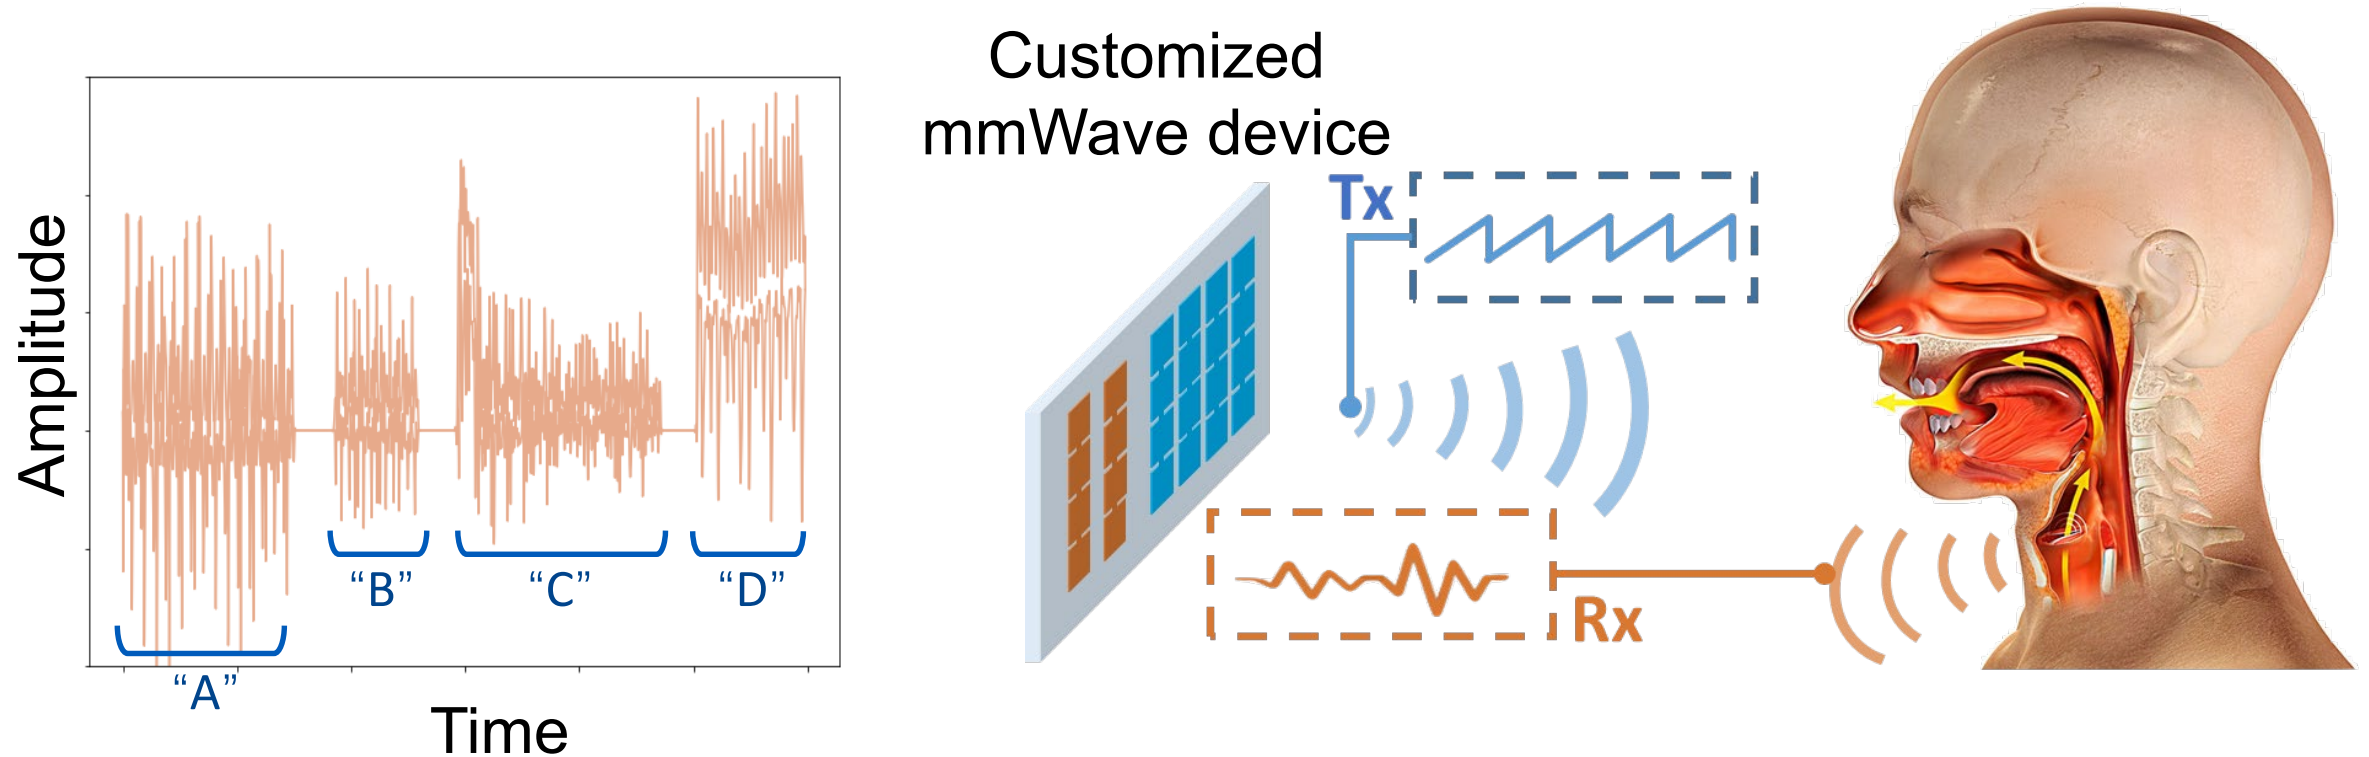 Amplitude
“A”
“B”
“C”
“D”
Time
Customized
mmWave device
Tx
Rx